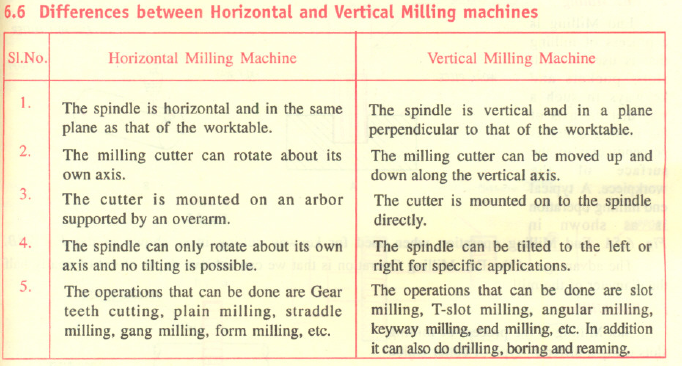 6.6 Differences between Horizontal and Vertical Milling machines
Sl.No. Horizontal Milling Machine Vertical Milling Machine
1. The spindle is horizontal and in the same
plane as that of the worktable.
The spindle is vertical and in a plane
perpendicular to that of the worktable.
2. The milling cutter can rotate about its
own axis.
The milling cutter can be moved up and
down along the vertical axis.
3. The cutter is mounted on an arbor
supported by an overarm.
The cutter is mounted on to the spindle
directly.
4. The spindle can only rotate about its own
axis and no tilting is possible.
The spindle can be tilted to the left or
right for specific applications.
5. The operations that can be done are Gear
teeth cutting, plain milling, straddle
milling, gang milling, form milling, etc.
The operations that can be done are slot
milling, T-slot milling, angular milling,
keyway milling, end milling, etc. In addition
it can also do drilling, boring and reaming.